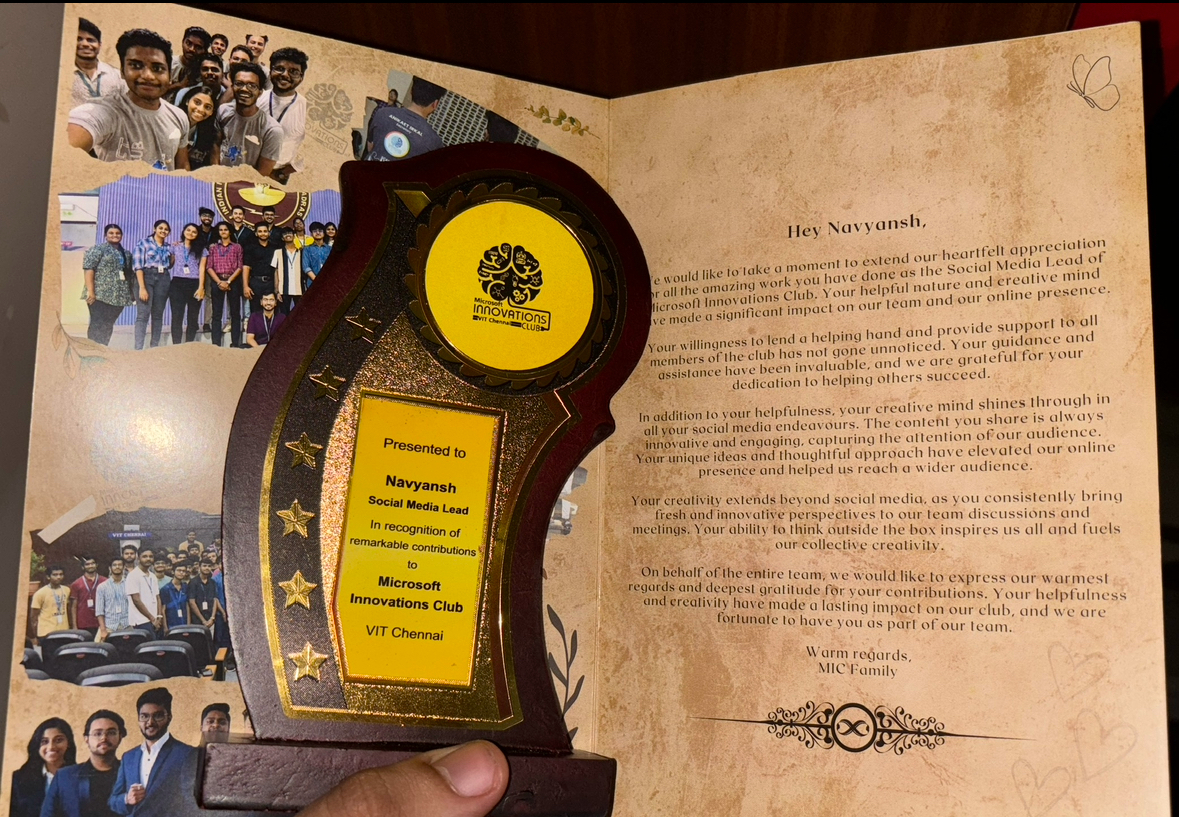 INNOVATIONS
INDIAN
MADRAS
VIT CHENNAI
Microsoft
INNOVATIONS
VIT Chennai CLUB
Presented to
Navyansh
Social Media Lead
In recognition of
remarkable contributions
to
Microsoft
Innovations Club
VIT Chennai
Hey Navyansh,
would like to take a moment to extend our heartfelt appreciation
all the amazing work you have done as the Social Media Lead of
Innovations Club. Your helpful nature and creative mind
made a significant impact on our team and our online presence.
Your willingness to lend a helping hand and provide support to all
members of the club has not gone unnoticed. Your guidance and
assistance have been invaluable, and we are grateful for your
dedication to helping others succeed.
In addition to your helpfulness, your creative mind shines through in
all your social media endeavours. The content you share is always
innovative and engaging, capturing the attention of our audience.
Your unique ideas and thoughtful approach have elevated our online
presence and helped us reach a wider audience.
Your creativity extends beyond social media, as you consistently bring
fresh and innovative perspectives to our team discussions and
meetings. Your ability to think outside the box inspires us all and fuels
our collective creativity.
On behalf of the entire team, we would like to express our warmest
regards and deepest gratitude for your contributions. Your helpfulness
and creativity have made a lasting impact on our club, and we are
fortunate to have you as part of our team.
Warm regards,
MIC Family